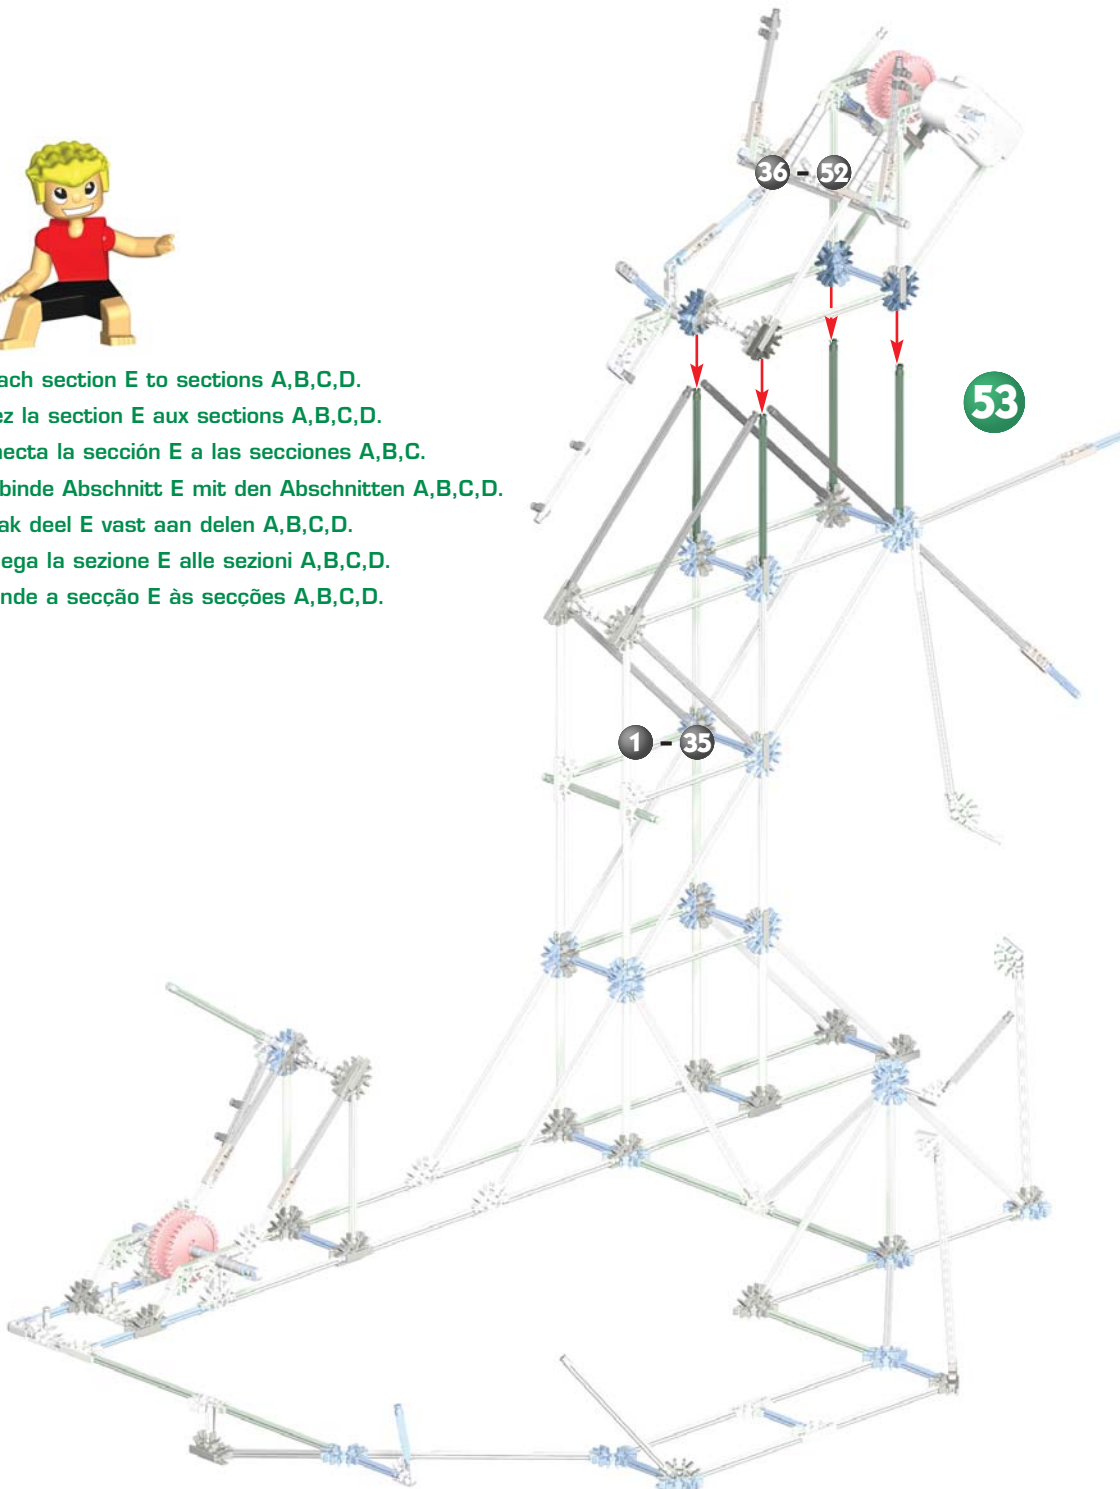 36 - 52
53
ach section E to sections A,B,C,D.
ez la section E aux sections A,B,C,D.
necta la sección E a las secciones A,B,C.
binde Abschnitt E mit den Abschnitten A,B,C,D.
ak deel E vast aan delen A,B,C,D.
ega la sezione E alle sezioni A,B,C,D.
nde a secção E às secções A,B,C,D.
1 - 35